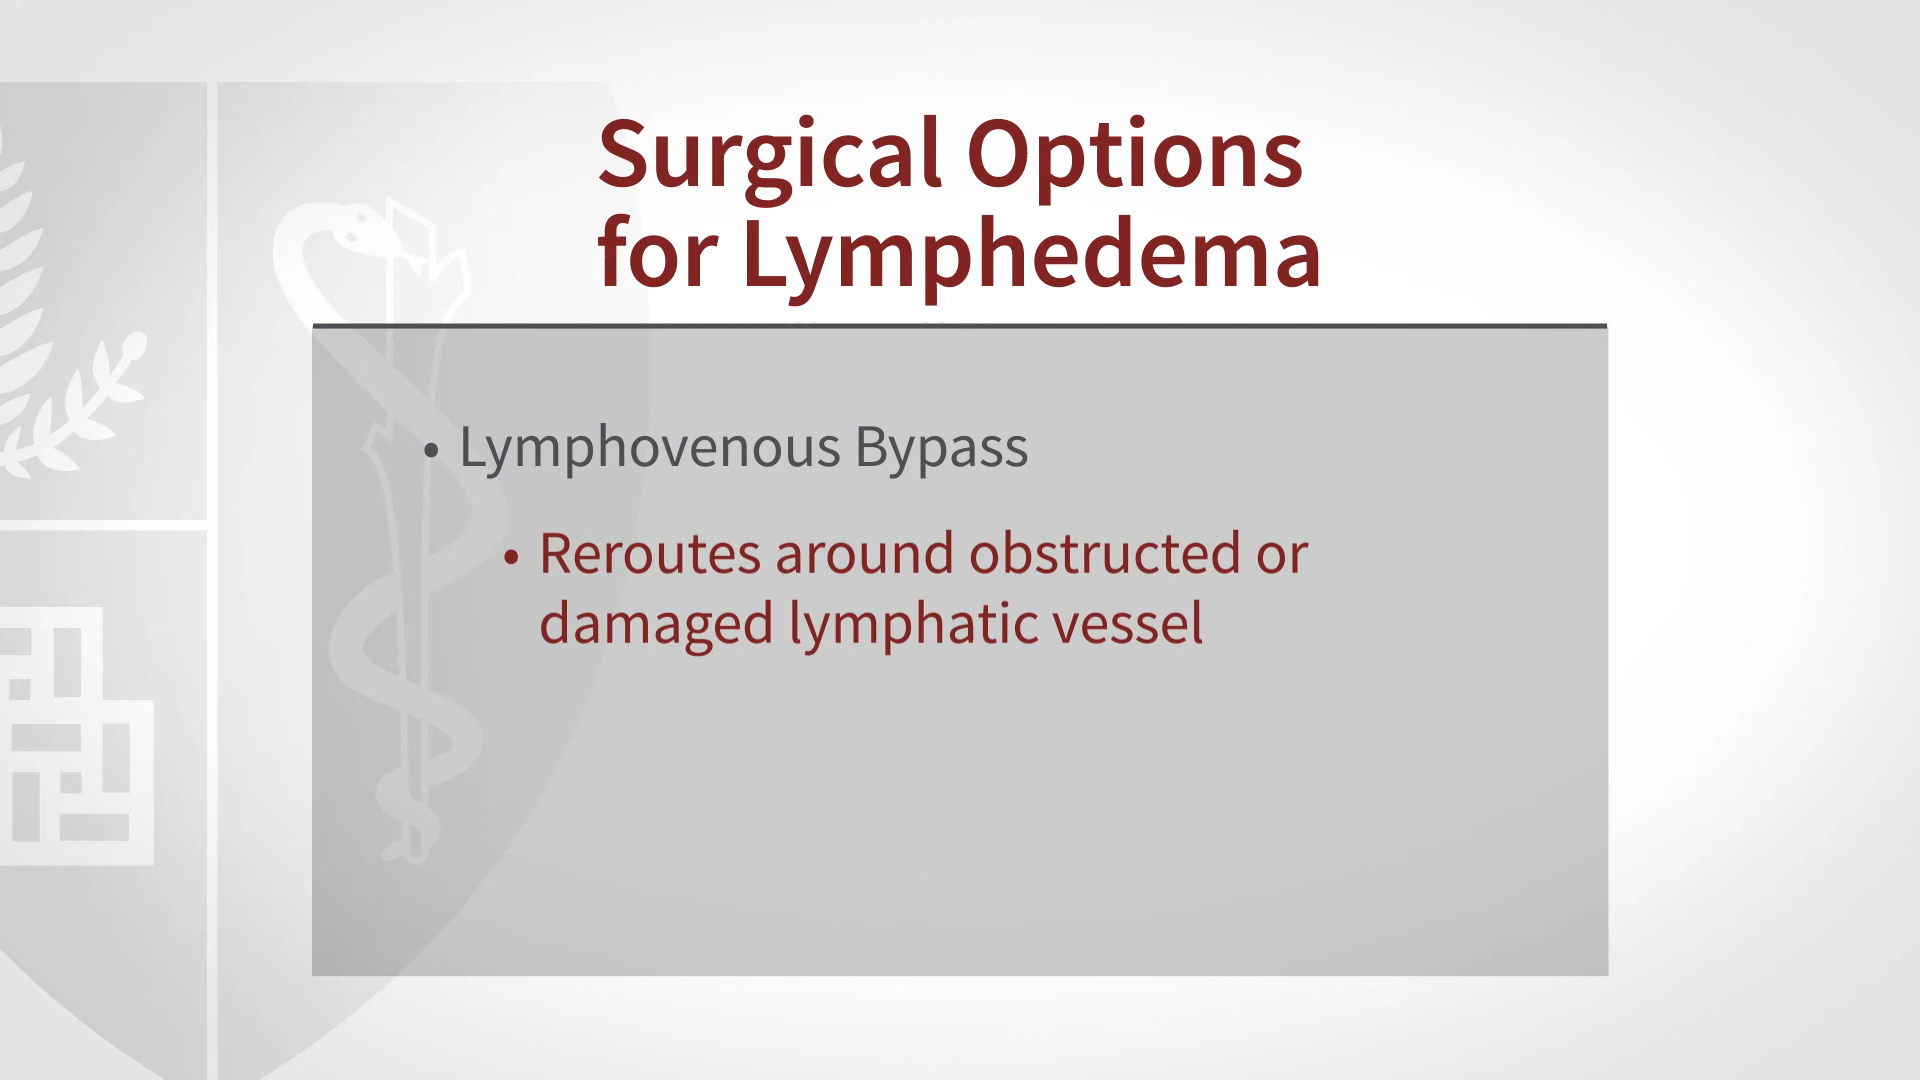 Surgical Options
for Lymphedema
• Lymphovenous Bypass
• Reroutes around obstructed or
damaged lymphatic vessel